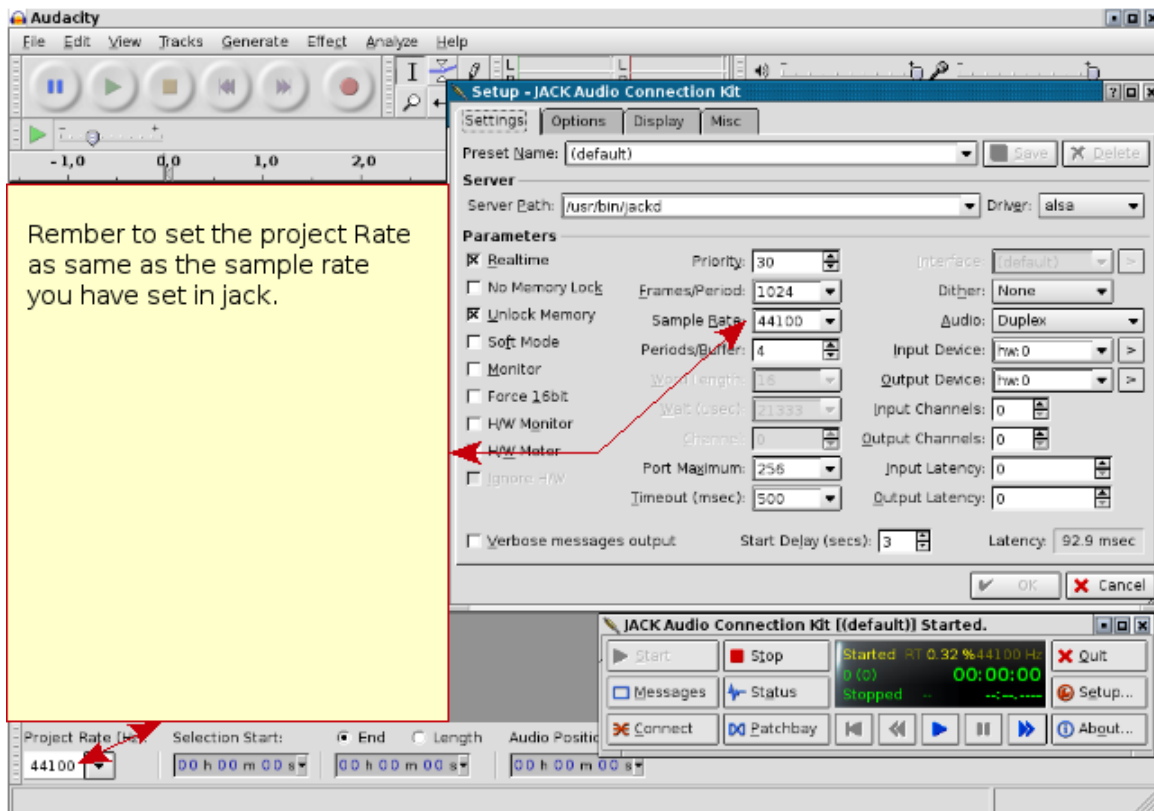 Audacity
File Edit View Tracks Generate Effect Analyze Help
L
L
Setup - JACK Audio Connection Kit
Settings Options Display Misc
-1,0 0,0 1,0 2,0
Preset Name: (default) Save Delete
Server
Server Path: /usr/bin/jackd Driver: alsa
Parameters
Realtime Priority: 30 Interface: (default) >
No Memory Lock Frames/Period: 1024 Dither: None
Unlock Memory Sample Rate: 44100 Audio: Duplex
Soft Mode Periods/Buffer: 4 Input Device: hw:0 >
Monitor Word Length: 16 Output Device: hw:0 >
Force 16bit Wait (usec): 21333 Input Channels: 0
H/W Monitor Channel: 0 Output Channels: 0
H/W Meter Port Maximum: 256 Input Latency: 0
Ignore H/W Timeout (msec): 500 Output Latency: 0
Verbose messages output Start Delay (secs): 3 Latency: 92.9 msec
OK Cancel
Rember to set the project Rate
as same as the sample rate
you have set in jack.
JACK Audio Connection Kit [(default)] Started.
Start Stop Started RT 0.32 % 44100 Hz Quit
Messages Status 0 (0) 00:00:00 Setup...
Stopped -- --:--.----
Connect Patchbay About...
Project Rate [Hz]: Selection Start: End Length Audio Positio
44100 00 h 00 m 00 s 00 h 00 m 00 s 00 h 00 m 00 s